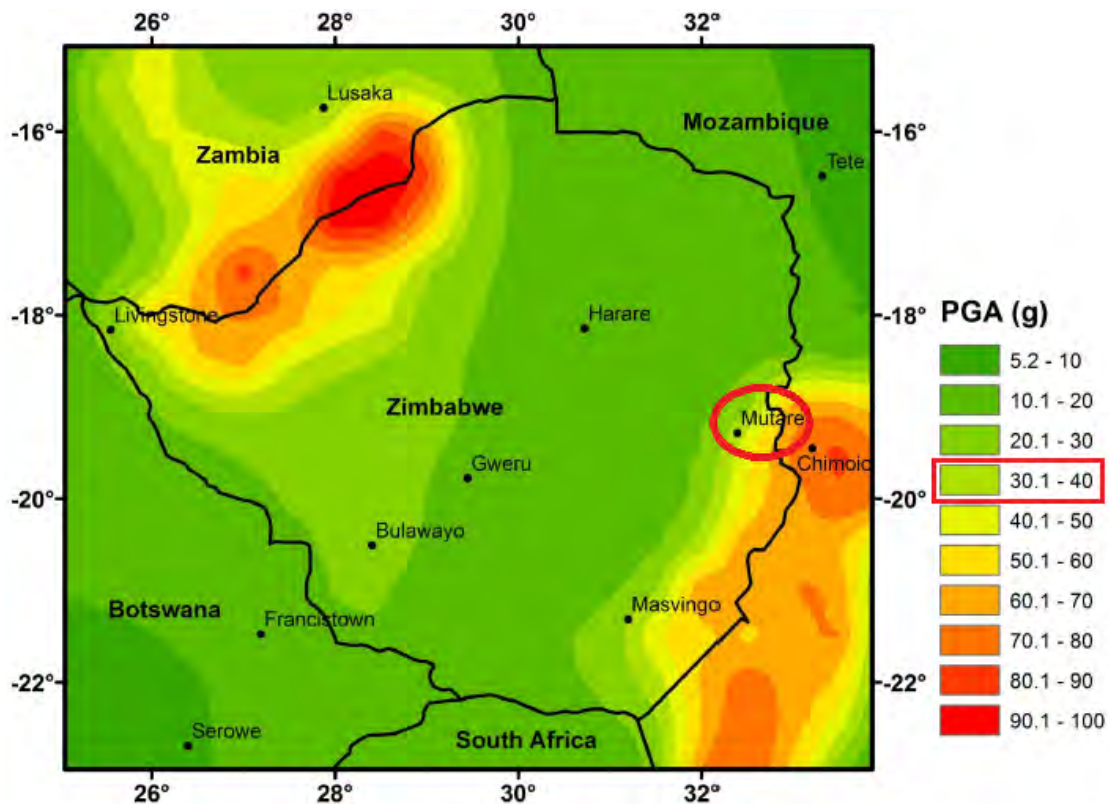 26° 28° 30° 32°
Lusaka
-16° -16°
Mozambique
Zambia
Tete
PGA (g)
-18° -18°
Livingstone
Harare
5.2 - 10
10.1 - 20
Zimbabwe
Mutare
20.1 - 30
Gweru
Chimoio
30.1 - 40
-20° -20°
40.1 - 50
Bulawayo
50.1 - 60
Botswana
Masvingo
60.1 - 70
Francistown
70.1 - 80
-22° -22°
80.1 - 90
90.1 - 100
Serowe
South Africa
26° 28° 30° 32°